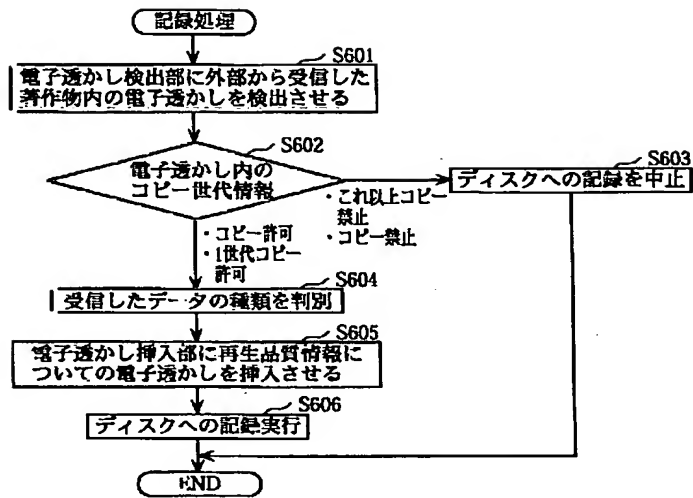 記録処理
S601
電子透かし検出部に外部から受信した
著作物内の電子透かしを検出させる
S602
電子透かし内の
コピー世代情報
S603
ディスクへの記録を中止
・これ以上コピー
禁止
・コピー禁止
・コピー許可
・1世代コピー
許可
S604
受信したデータの種類を判別
S605
電子透かし挿入部に再生品質情報に
ついての電子透かしを挿入させる
S606
ディスクへの記録実行
END